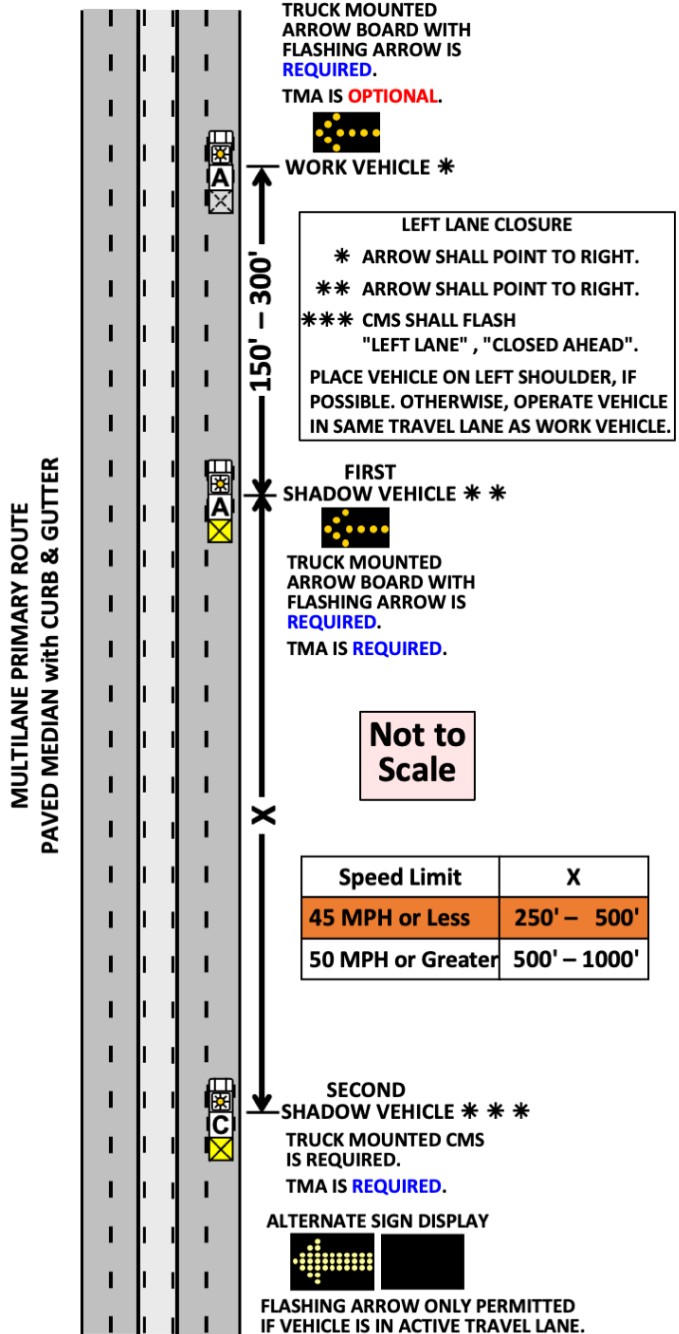 TRUCK MOUNTED
ARROW BOARD WITH
FLASHING ARROW IS
REQUIRED.
TMA IS OPTIONAL.
A
WORK VEHICLE *
LEFT LANE CLOSURE
* ARROW SHALL POINT TO RIGHT.
** ARROW SHALL POINT TO RIGHT.
*** CMS SHALL FLASH
"LEFT LANE" , "CLOSED AHEAD".
PLACE VEHICLE ON LEFT SHOULDER, IF
POSSIBLE. OTHERWISE, OPERATE VEHICLE
IN SAME TRAVEL LANE AS WORK VEHICLE.
150' – 300'
MULTILANE PRIMARY ROUTE
PAVED MEDIAN with CURB & GUTTER
FIRST
SHADOW VEHICLE * *
A
TRUCK MOUNTED
ARROW BOARD WITH
FLASHING ARROW IS
REQUIRED.
TMA IS REQUIRED.
Not to
Scale
X
Speed Limit X
45 MPH or Less 250' – 500'
50 MPH or Greater 500' – 1000'
SECOND
SHADOW VEHICLE * * *
C
TRUCK MOUNTED CMS
IS REQUIRED.
TMA IS REQUIRED.
ALTERNATE SIGN DISPLAY
FLASHING ARROW ONLY PERMITTED
IF VEHICLE IS IN ACTIVE TRAVEL LANE.